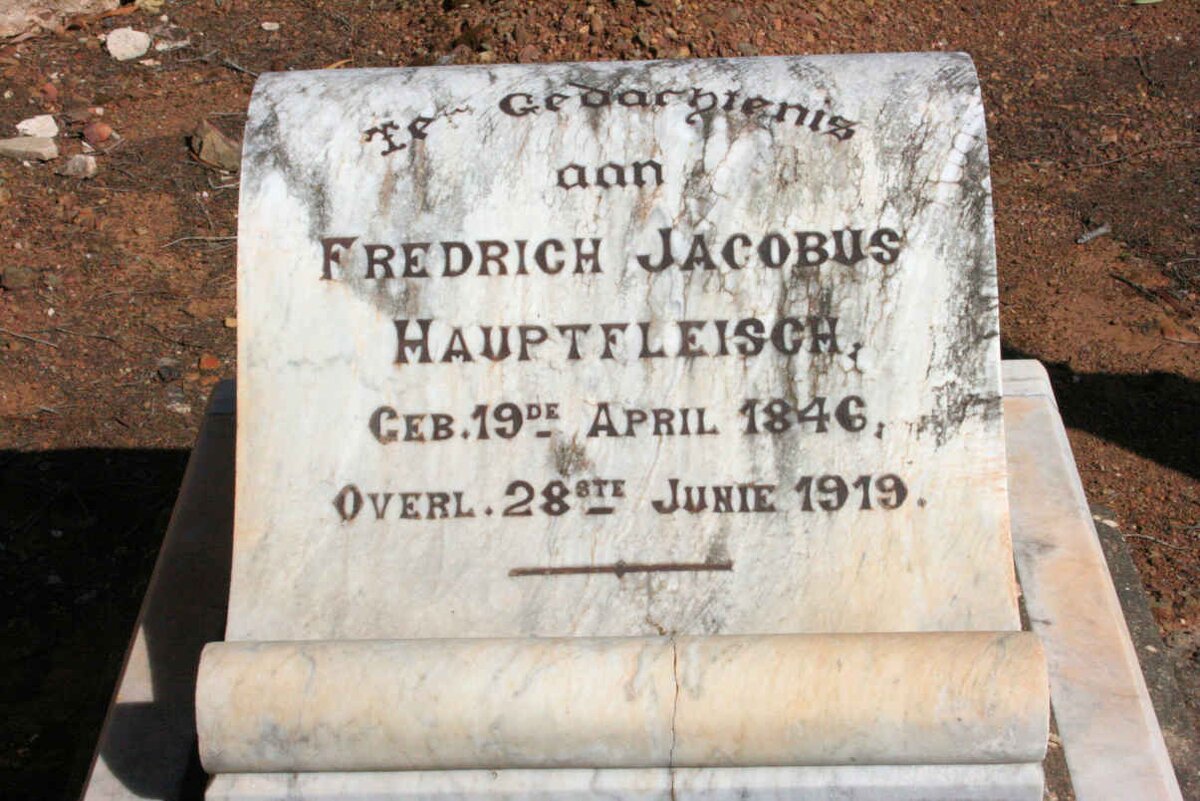 Te Gedachtenis
aan
FREDRICH JACOBUS
HAUPTFLEISCH,
GEB. 19DE APRIL 1846,
OVERL. 28STE JUNIE 1919.